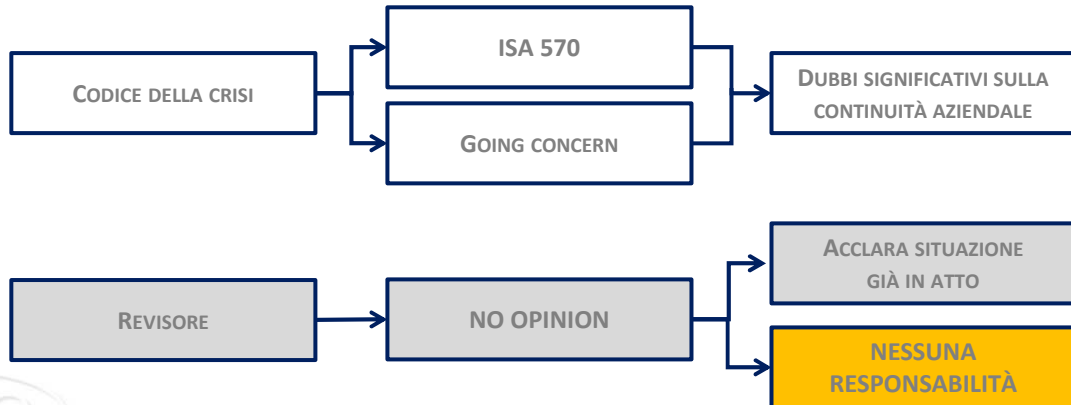 CODICE DELLA CRISI
ISA 570
GOING CONCERN
DUBBI SIGNIFICATIVI SULLA
CONTINUITÀ AZIENDALE
REVISORE
NO OPINION
ACCLARA SITUAZIONE
GIÀ IN ATTO
NESSUNA
RESPONSABILITÀ